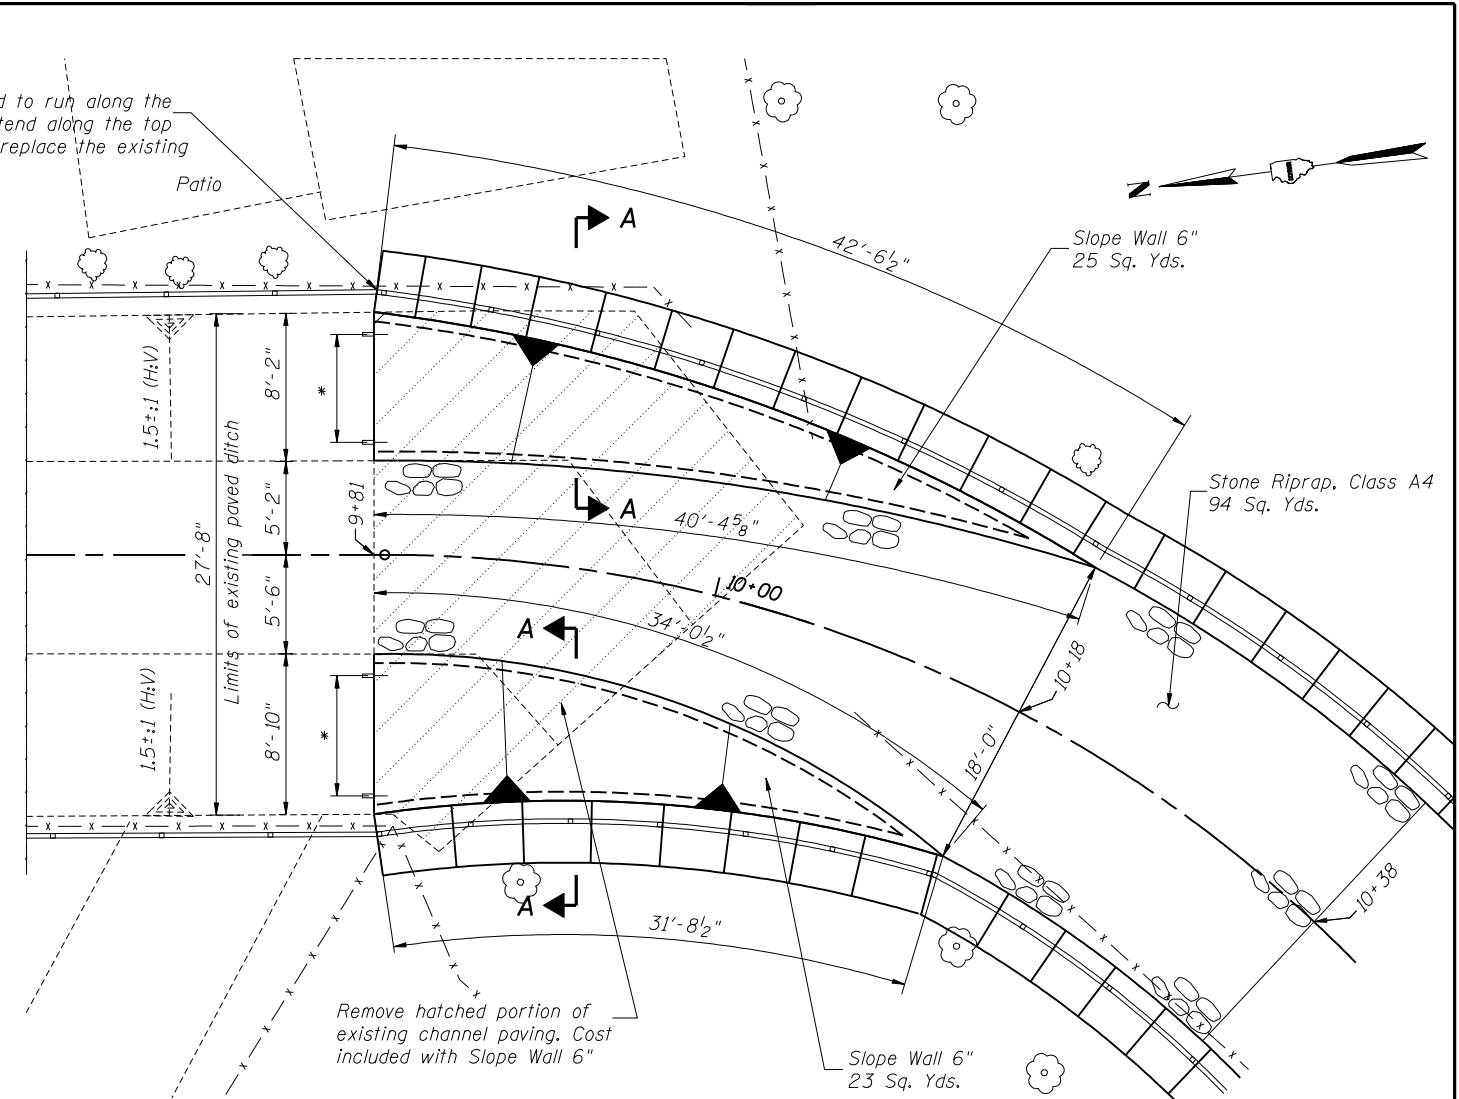 d to run along the
tend along the top
replace the existing
Patio
A
42'-6½"
Slope Wall 6"
25 Sq. Yds.
N
1.5±:1 (H:V)
8'-2"
*
Stone Riprap, Class A4
94 Sq. Yds.
27'-8"
Limits of existing paved ditch
5'-2"
9+81
A
40'-4⅝"
10+00
5'-6"
A
34'-0½"
10+18
1.5±:1 (H:V)
8'-10"
*
18'-0"
10+38
A
31'-8½"
Remove hatched portion of
existing channel paving. Cost
included with Slope Wall 6"
Slope Wall 6"
23 Sq. Yds.